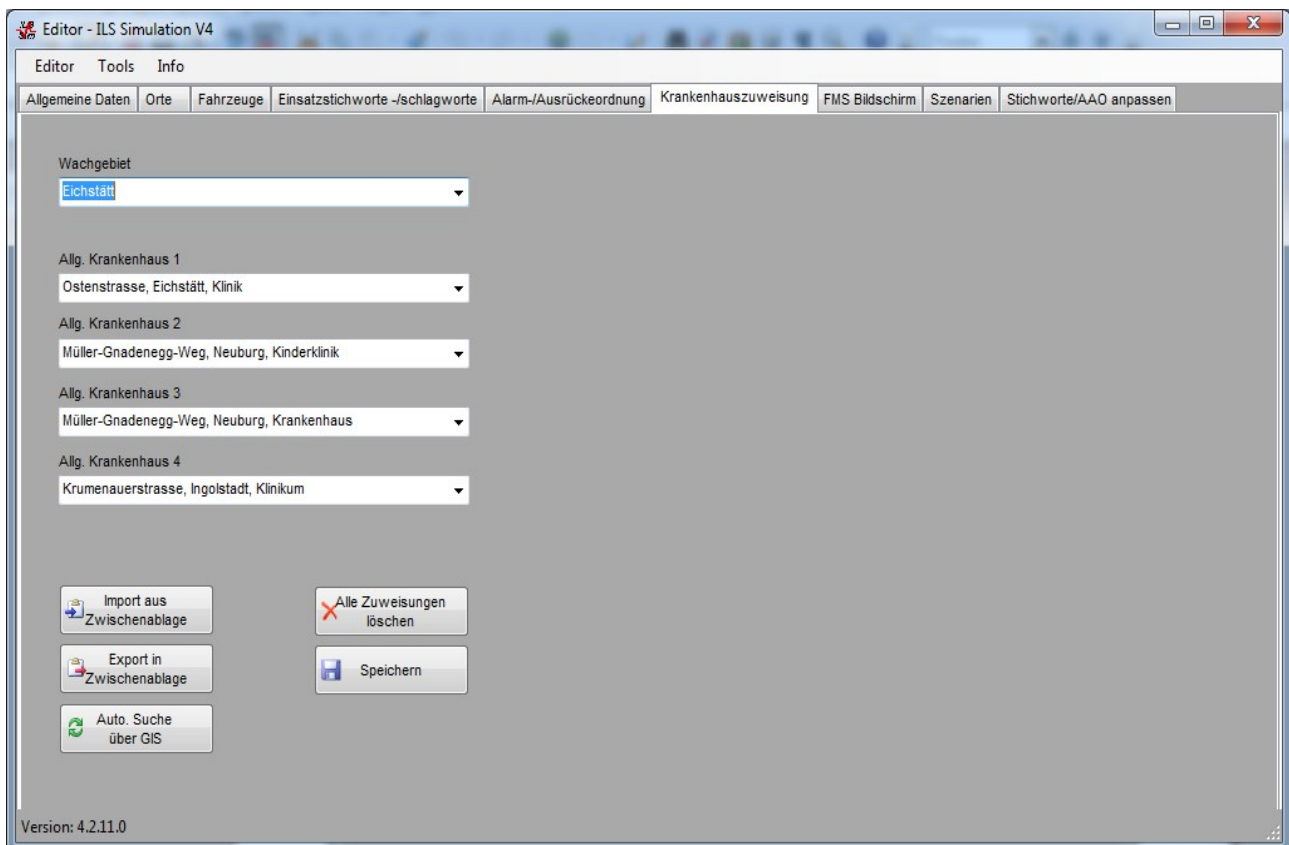 Editor - ILS Simulation V4
Editor Tools Info
Allgemeine Daten Orte Fahrzeuge Einsatzstichworte -/schlagworte Alarm-/Ausrückeordnung Krankenhauszuweisung FMS Bildschirm Szenarien Stichworte/AAO anpassen
Wachgebiet
Eichstätt
Allg. Krankenhaus 1
Ostenstrasse, Eichstätt, Klinik
Allg. Krankenhaus 2
Müller-Gnadenegg-Weg, Neuburg, Kinderklinik
Allg. Krankenhaus 3
Müller-Gnadenegg-Weg, Neuburg, Krankenhaus
Allg. Krankenhaus 4
Krumenauerstrasse, Ingolstadt, Klinikum
Import aus
Zwischenablage
Alle Zuweisungen
löschen
Export in
Zwischenablage
Speichern
Auto. Suche
über GIS
Version: 4.2.11.0